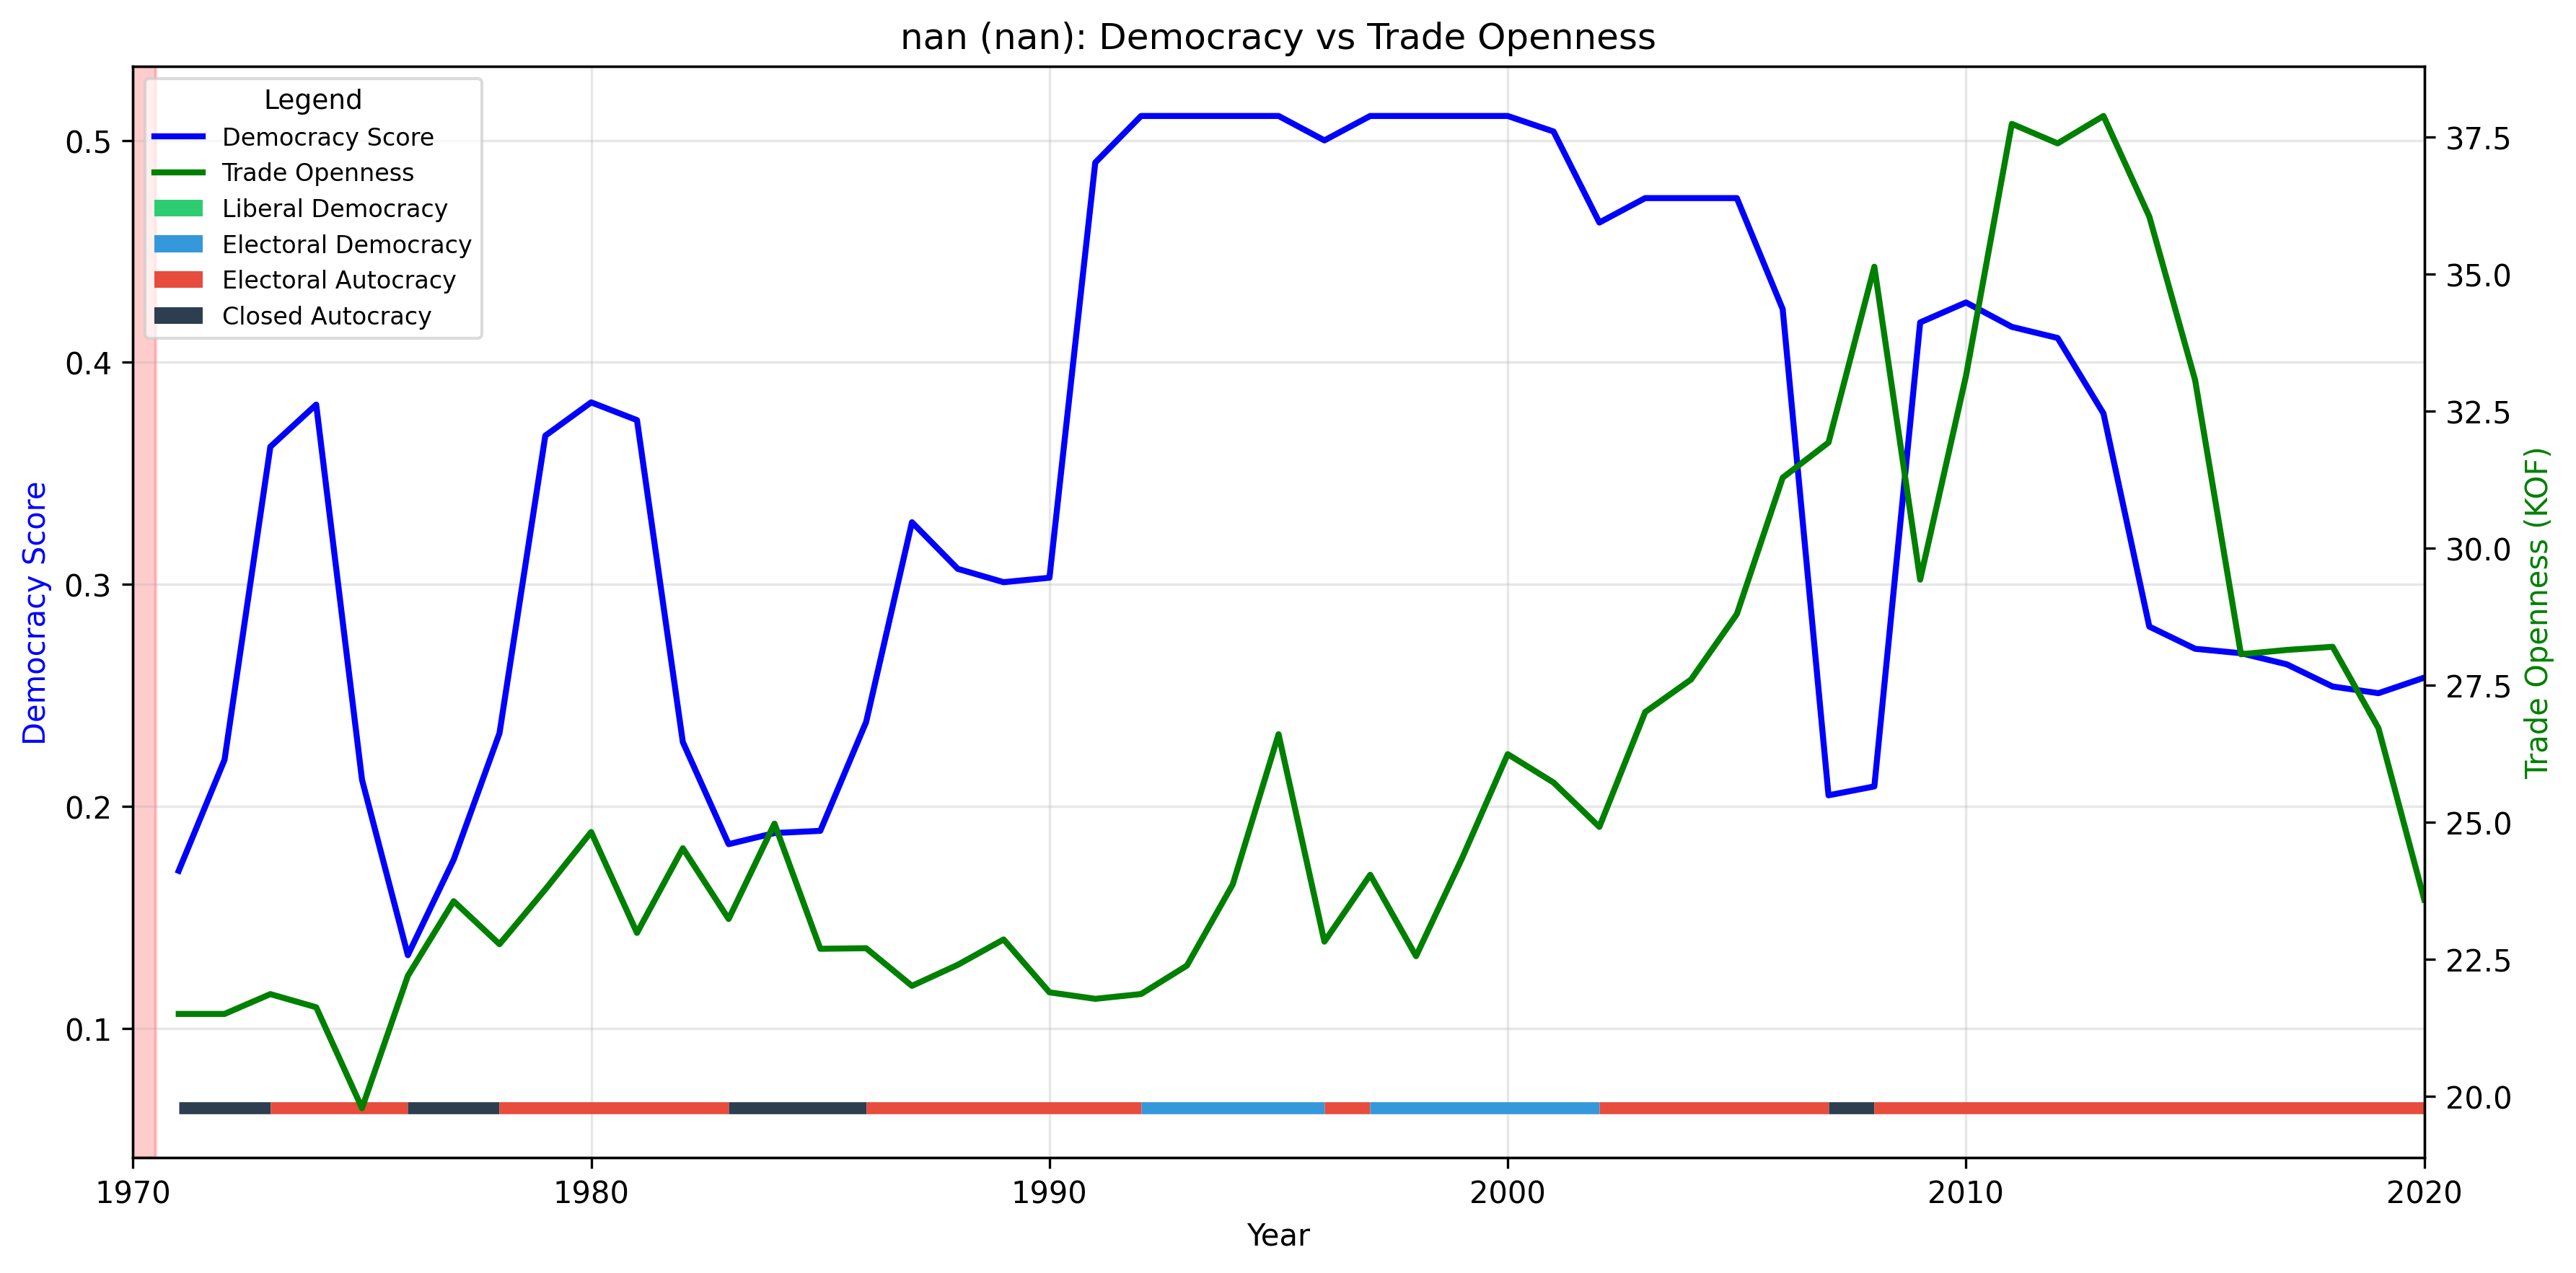 nan (nan): Democracy vs Trade Openness
Legend
Democracy Score
Trade Openness
Liberal Democracy
Electoral Democracy
Electoral Autocracy
Closed Autocracy
Democracy Score
0.5
0.4
0.3
0.2
0.1
37.5
35.0
32.5
30.0
27.5
25.0
22.5
20.0
Trade Openness (KOF)
1970 1980 1990 2000 2010 2020
Year